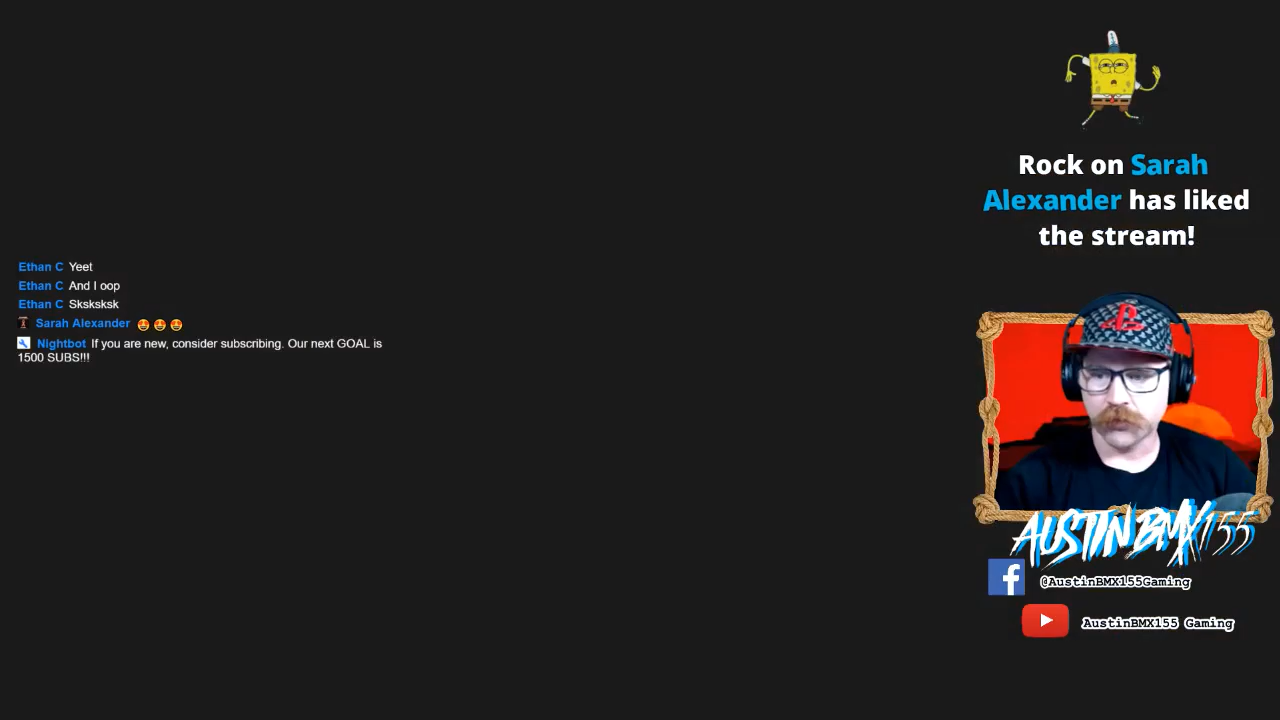 Rock on Sarah
Alexander has liked
the stream!
Ethan C Yeet
Ethan C And I oop
Ethan C Sksksksk
Sarah Alexander 🤩 🤩 🤩
Nightbot If you are new, consider subscribing. Our next GOAL is
1500 SUBS!!!
AUSTINBMX155
@AustinBMX155Gaming
AustinBMX155 Gaming